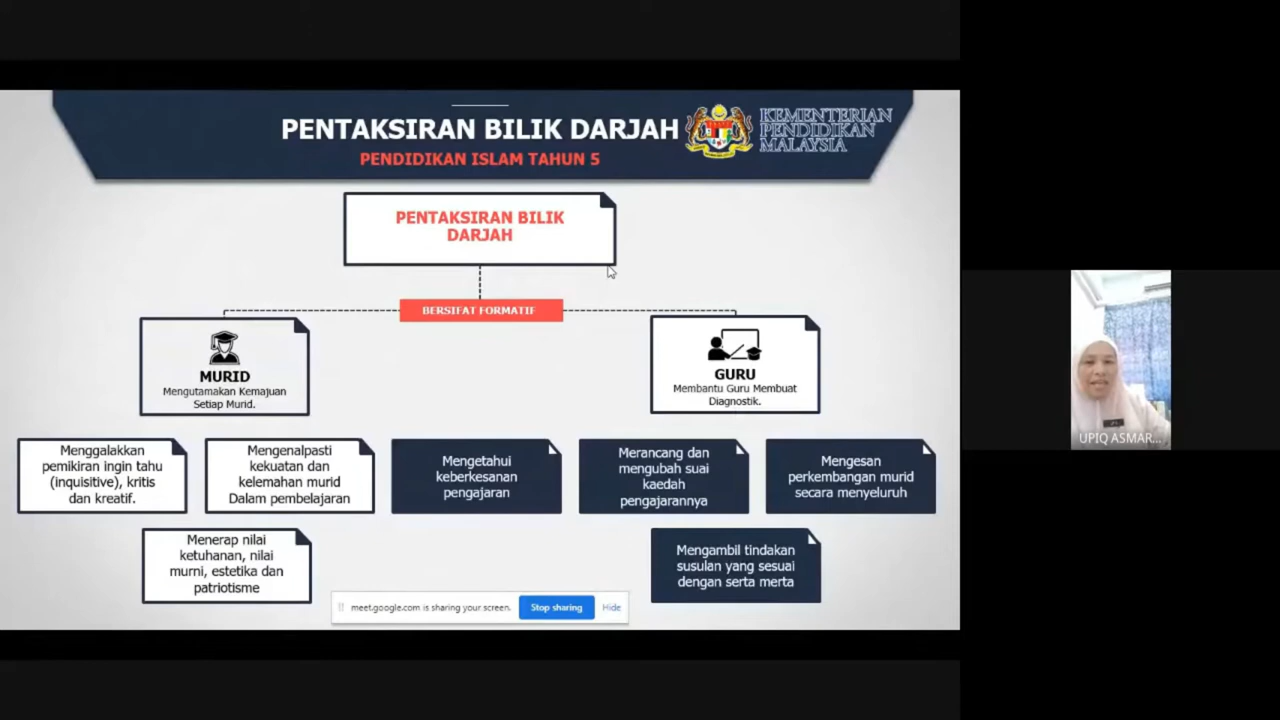 PENTAKSIRAN BILIK DARJAH
KEMENTERIAN
PENDIDIKAN
MALAYSIA
PENDIDIKAN ISLAM TAHUN 5
PENTAKSIRAN BILIK
DARJAH
BERSIFAT FORMATIF
MURID
Mengutamakan Kemajuan
Setiap Murid.
GURU
Membantu Guru Membuat
Diagnostik.
Menggalakkan
pemikiran ingin tahu
(inquisitive), kritis
dan kreatif.
Mengenalpasti
kekuatan dan
kelemahan murid
Dalam pembelajaran
Mengetahui
keberkesanan
pengajaran
Merancang dan
mengubah suai
kaedah
pengajarannya
Mengesan
perkembangan murid
secara menyeluruh
Menerap nilai
ketuhanan, nilai
murni, estetika dan
patriotisme
Mengambil tindakan
susulan yang sesuai
dengan serta merta
meet.google.com is sharing your screen.
Stop sharing
Hide
UPIQ ASMAR...